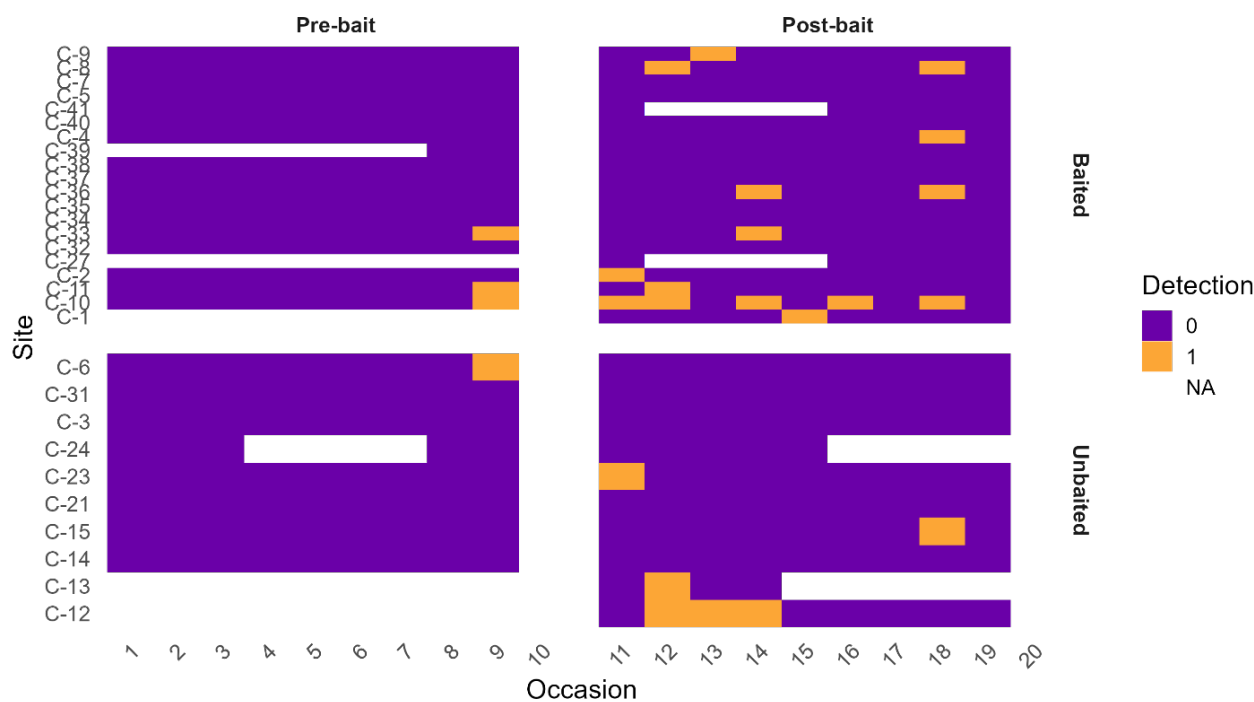 Pre-bait
Post-bait
C-9
C-8
C-7
C-5
C-41
C-40
C-4
C-39
C-38
C-37
C-36
C-35
C-34
C-33
C-32
C-27
C-2
C-11
C-10
C-1
Baited
Site
C-6
C-31
C-3
C-24
C-23
C-21
C-15
C-14
C-13
C-12
Unbaited
1 2 3 4 5 6 7 8 9 10 11 12 13 14 15 16 17 18 19 20
Occasion
Detection
0
1
NA